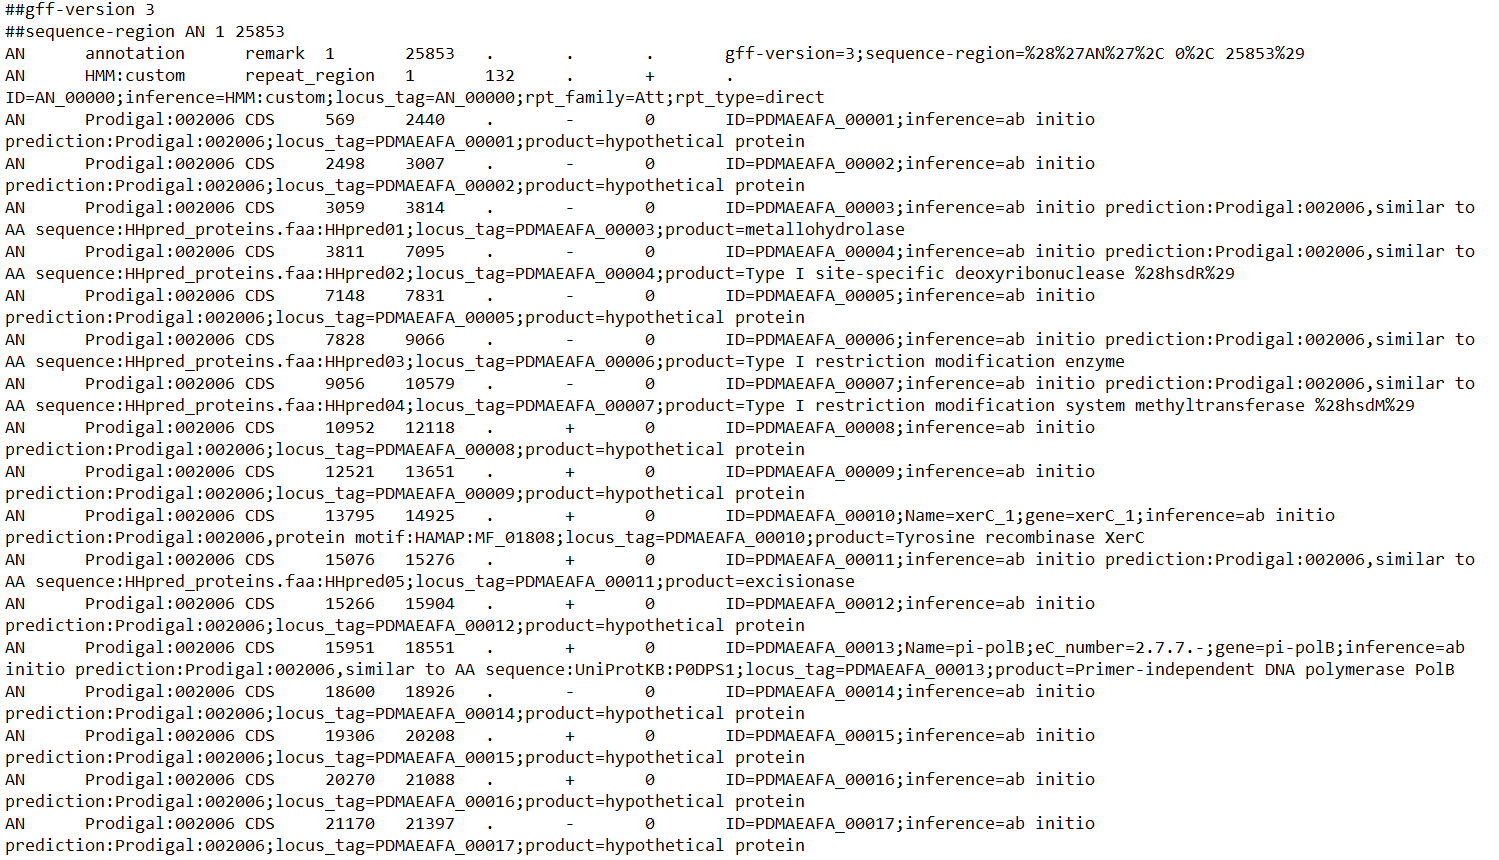 ##gff-version 3
##sequence-region AN 1 25853
AN	annotation	remark	1	25853	.	.	.	gff-version=3;sequence-region=%28%27AN%27%2C 0%2C 25853%29
AN	HMM:custom	repeat_region	1	132	.	+	.
ID=AN_00000;inference=HMM:custom;locus_tag=AN_00000;rpt_family=Att;rpt_type=direct
AN	Prodigal:002006	CDS	569	2440	.	-	0	ID=PDMAEAFA_00001;inference=ab initio
prediction:Prodigal:002006;locus_tag=PDMAEAFA_00001;product=hypothetical protein
AN	Prodigal:002006	CDS	2498	3007	.	-	0	ID=PDMAEAFA_00002;inference=ab initio
prediction:Prodigal:002006;locus_tag=PDMAEAFA_00002;product=hypothetical protein
AN	Prodigal:002006	CDS	3059	3814	.	-	0	ID=PDMAEAFA_00003;inference=ab initio prediction:Prodigal:002006,similar to
AA sequence:HHpred_proteins.faa:HHpred01;locus_tag=PDMAEAFA_00003;product=metallohydrolase
AN	Prodigal:002006	CDS	3811	7095	.	-	0	ID=PDMAEAFA_00004;inference=ab initio prediction:Prodigal:002006,similar to
AA sequence:HHpred_proteins.faa:HHpred02;locus_tag=PDMAEAFA_00004;product=Type I site-specific deoxyribonuclease %28hsdR%29
AN	Prodigal:002006	CDS	7148	7831	.	-	0	ID=PDMAEAFA_00005;inference=ab initio
prediction:Prodigal:002006;locus_tag=PDMAEAFA_00005;product=hypothetical protein
AN	Prodigal:002006	CDS	7828	9066	.	-	0	ID=PDMAEAFA_00006;inference=ab initio prediction:Prodigal:002006,similar to
AA sequence:HHpred_proteins.faa:HHpred03;locus_tag=PDMAEAFA_00006;product=Type I restriction modification enzyme
AN	Prodigal:002006	CDS	9056	10579	.	-	0	ID=PDMAEAFA_00007;inference=ab initio prediction:Prodigal:002006,similar to
AA sequence:HHpred_proteins.faa:HHpred04;locus_tag=PDMAEAFA_00007;product=Type I restriction modification system methyltransferase %28hsdM%29
AN	Prodigal:002006	CDS	10952	12118	.	+	0	ID=PDMAEAFA_00008;inference=ab initio
prediction:Prodigal:002006;locus_tag=PDMAEAFA_00008;product=hypothetical protein
AN	Prodigal:002006	CDS	12521	13651	.	+	0	ID=PDMAEAFA_00009;inference=ab initio
prediction:Prodigal:002006;locus_tag=PDMAEAFA_00009;product=hypothetical protein
AN	Prodigal:002006	CDS	13795	14925	.	+	0	ID=PDMAEAFA_00010;Name=xerC_1;gene=xerC_1;inference=ab initio
prediction:Prodigal:002006,protein motif:HAMAP:MF_01808;locus_tag=PDMAEAFA_00010;product=Tyrosine recombinase XerC
AN	Prodigal:002006	CDS	15076	15276	.	+	0	ID=PDMAEAFA_00011;inference=ab initio prediction:Prodigal:002006,similar to
AA sequence:HHpred_proteins.faa:HHpred05;locus_tag=PDMAEAFA_00011;product=excisionase
AN	Prodigal:002006	CDS	15266	15904	.	+	0	ID=PDMAEAFA_00012;inference=ab initio
prediction:Prodigal:002006;locus_tag=PDMAEAFA_00012;product=hypothetical protein
AN	Prodigal:002006	CDS	15951	18551	.	+	0	ID=PDMAEAFA_00013;Name=pi-polB;eC_number=2.7.7.-;gene=pi-polB;inference=ab
initio prediction:Prodigal:002006,similar to AA sequence:UniProtKB:P0DPS1;locus_tag=PDMAEAFA_00013;product=Primer-independent DNA polymerase PolB
AN	Prodigal:002006	CDS	18600	18926	.	-	0	ID=PDMAEAFA_00014;inference=ab initio
prediction:Prodigal:002006;locus_tag=PDMAEAFA_00014;product=hypothetical protein
AN	Prodigal:002006	CDS	19306	20208	.	+	0	ID=PDMAEAFA_00015;inference=ab initio
prediction:Prodigal:002006;locus_tag=PDMAEAFA_00015;product=hypothetical protein
AN	Prodigal:002006	CDS	20270	21088	.	+	0	ID=PDMAEAFA_00016;inference=ab initio
prediction:Prodigal:002006;locus_tag=PDMAEAFA_00016;product=hypothetical protein
AN	Prodigal:002006	CDS	21170	21397	.	-	0	ID=PDMAEAFA_00017;inference=ab initio
prediction:Prodigal:002006;locus_tag=PDMAEAFA_00017;product=hypothetical protein